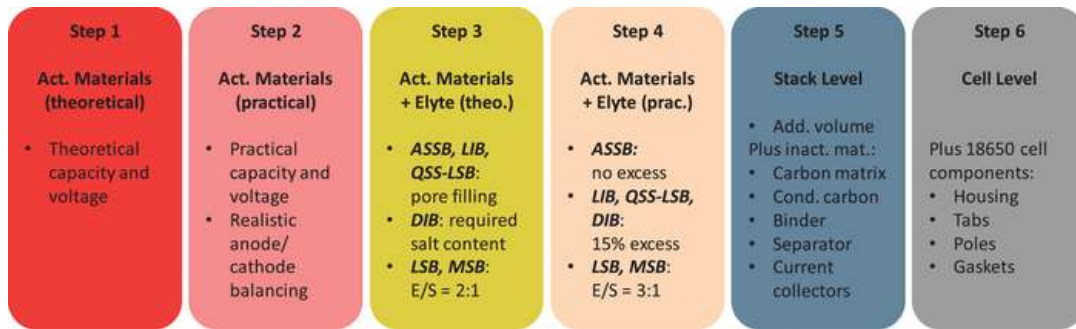 Step 1
Act. Materials
(theoretical)
• Theoretical
capacity and
voltage
Step 2
Act. Materials
(practical)
• Practical
capacity and
voltage
• Realistic
anode/
cathode
balancing
Step 3
Act. Materials
+ Elyte (theo.)
• ASSB, LIB,
QSS-LSB:
pore filling
• DIB: required
salt content
• LSB, MSB:
E/S = 2:1
Step 4
Act. Materials
+ Elyte (prac.)
• ASSB:
no excess
• LIB, QSS-LSB,
DIB:
15% excess
• LSB, MSB:
E/S = 3:1
Step 5
Stack Level
• Add. volume
Plus inact. mat.:
• Carbon matrix
• Cond. carbon
• Binder
• Separator
• Current
collectors
Step 6
Cell Level
Plus 18650 cell
components:
• Housing
• Tabs
• Poles
• Gaskets